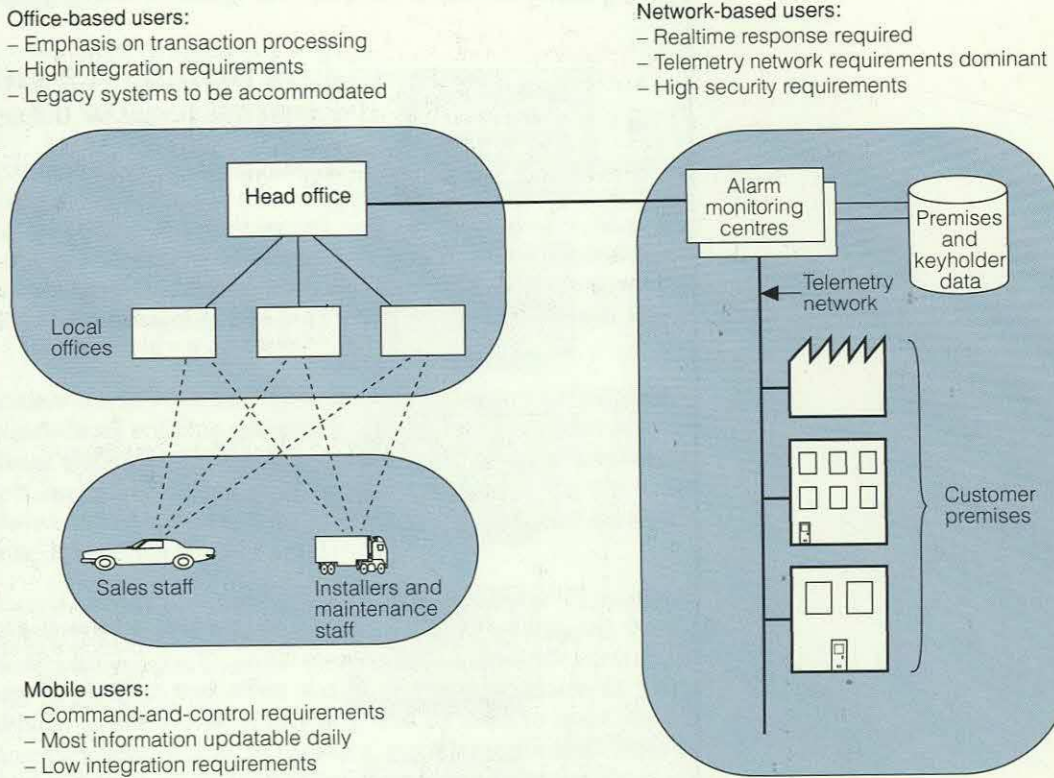 Office-based users:
– Emphasis on transaction processing
– High integration requirements
– Legacy systems to be accommodated
Network-based users:
– Realtime response required
– Telemetry network requirements dominant
– High security requirements
Head office
Local
offices
Sales staff
Installers and
maintenance
staff
Mobile users:
– Command-and-control requirements
– Most information updatable daily
– Low integration requirements
Alarm
monitoring
centres
Premises
and
keyholder
data
Telemetry
network
Customer
premises